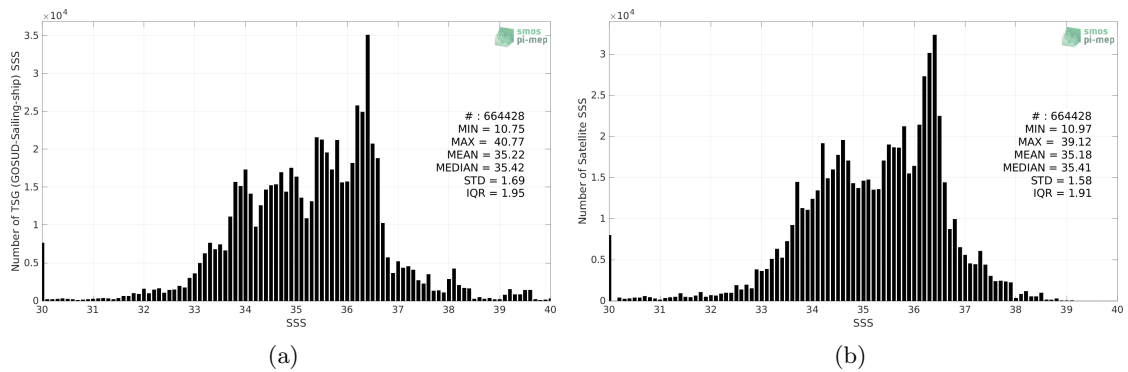 ×10⁴
3.5
3
2.5
2
1.5
1
0.5
0
30 31 32 33 34 35 36 37 38 39 40
SSS
Number of TSG (GOSUD-Sailing-ship) SSS
smos
pi-mep
# : 664428
MIN = 10.75
MAX = 40.77
MEAN = 35.22
MEDIAN = 35.42
STD = 1.69
IQR = 1.95
(a)
×10⁴
3
2.5
2
1.5
1
0.5
0
30 31 32 33 34 35 36 37 38 39 40
SSS
Number of Satellite SSS
smos
pi-mep
# : 664428
MIN = 10.97
MAX = 39.12
MEAN = 35.18
MEDIAN = 35.41
STD = 1.58
IQR = 1.91
(b)